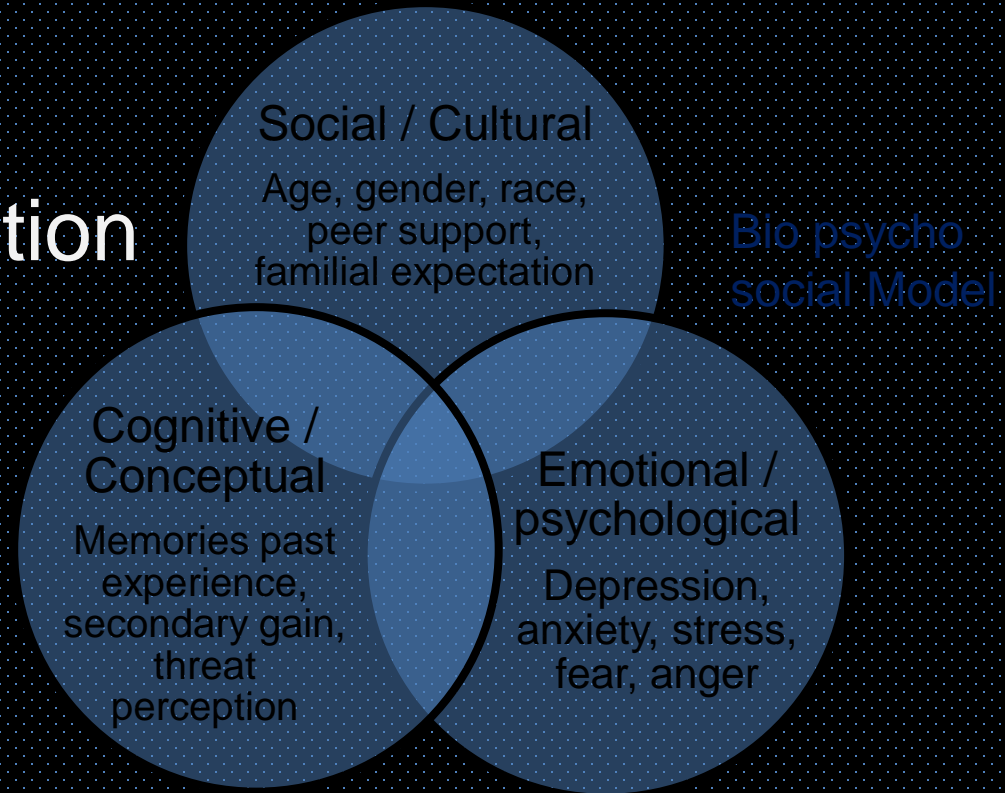 Social / Cultural
Age, gender, race,
peer support,
familial expectation
tion
Bio psycho
social Model
Cognitive /
Conceptual
Memories past
experience,
secondary gain,
threat
perception
Emotional /
psychological
Depression,
anxiety, stress,
fear, anger